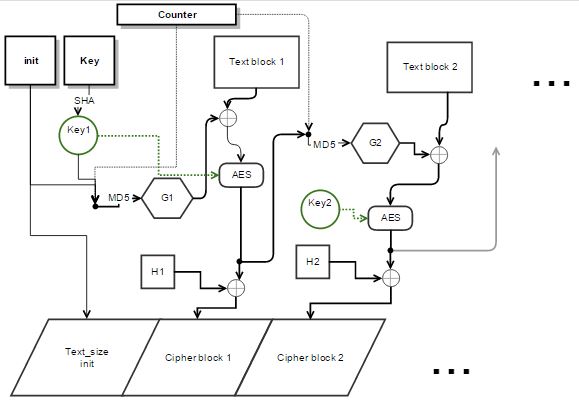 Counter
init
Key
Text block 1
Text block 2
...
SHA
Key1
MD5
G1
AES
MD5
G2
Key2
AES
H1
H2
Text_size
init
Cipher block 1
Cipher block 2
...